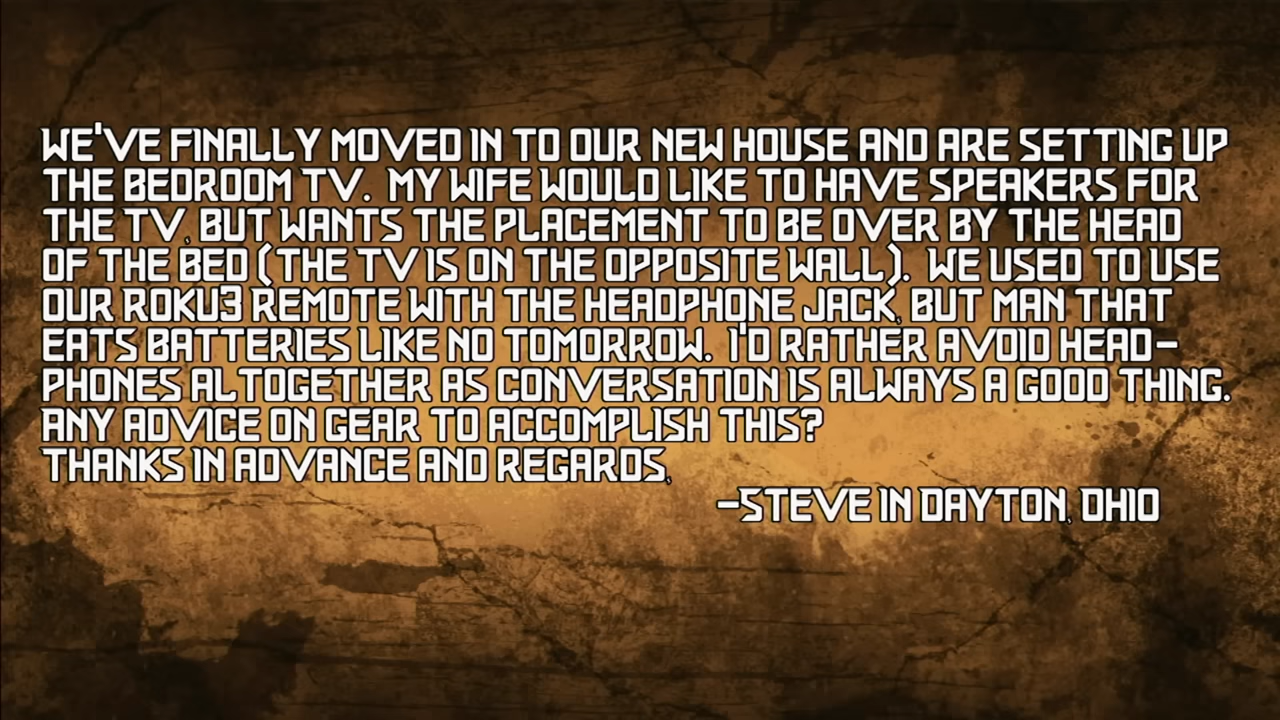 WE'VE FINALLY MOVED IN TO OUR NEW HOUSE AND ARE SETTING UP
THE BEDROOM TV. MY WIFE WOULD LIKE TO HAVE SPEAKERS FOR
THE TV, BUT WANTS THE PLACEMENT TO BE OVER BY THE HEAD
OF THE BED (THE TV IS ON THE OPPOSITE WALL). WE USED TO USE
OUR ROKU3 REMOTE WITH THE HEADPHONE JACK, BUT MAN THAT
EATS BATTERIES LIKE NO TOMORROW. I'D RATHER AVOID HEAD-
PHONES ALTOGETHER AS CONVERSATION IS ALWAYS A GOOD THING.
ANY ADVICE ON GEAR TO ACCOMPLISH THIS?
THANKS IN ADVANCE AND REGARDS,
-STEVE IN DAYTON, OHIO